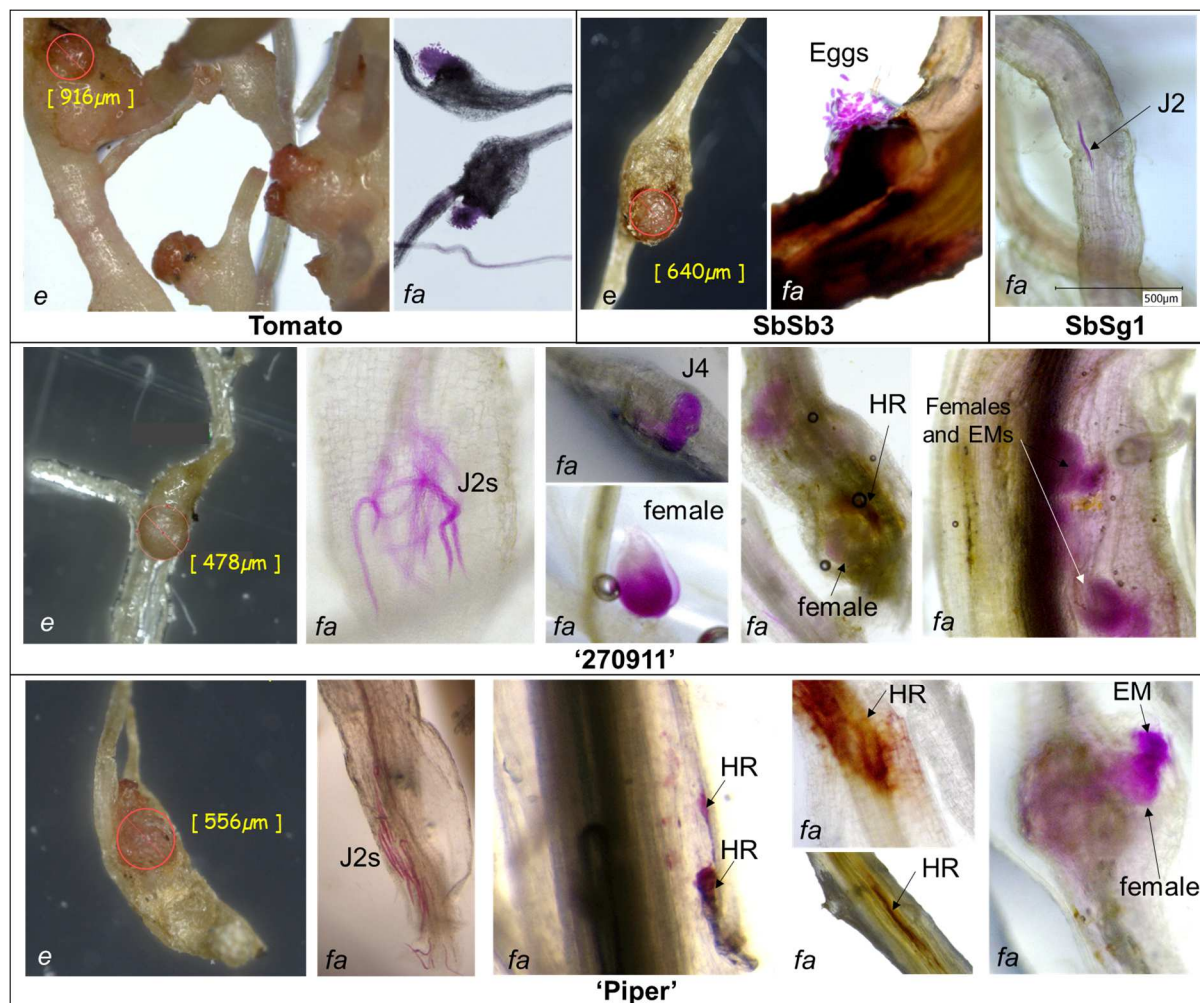 [ 916µm ]
e
fa
Tomato
[ 640µm ]
e
Eggs
fa
SbSb3
J2
fa
500µm
SbSg1
[ 478µm ]
e
J2s
fa
J4
fa
female
fa
HR
female
fa
Females
and EMs
fa
'270911'
[ 556µm ]
e
J2s
fa
HR
HR
fa
HR
fa
HR
fa
EM
female
fa
'Piper'